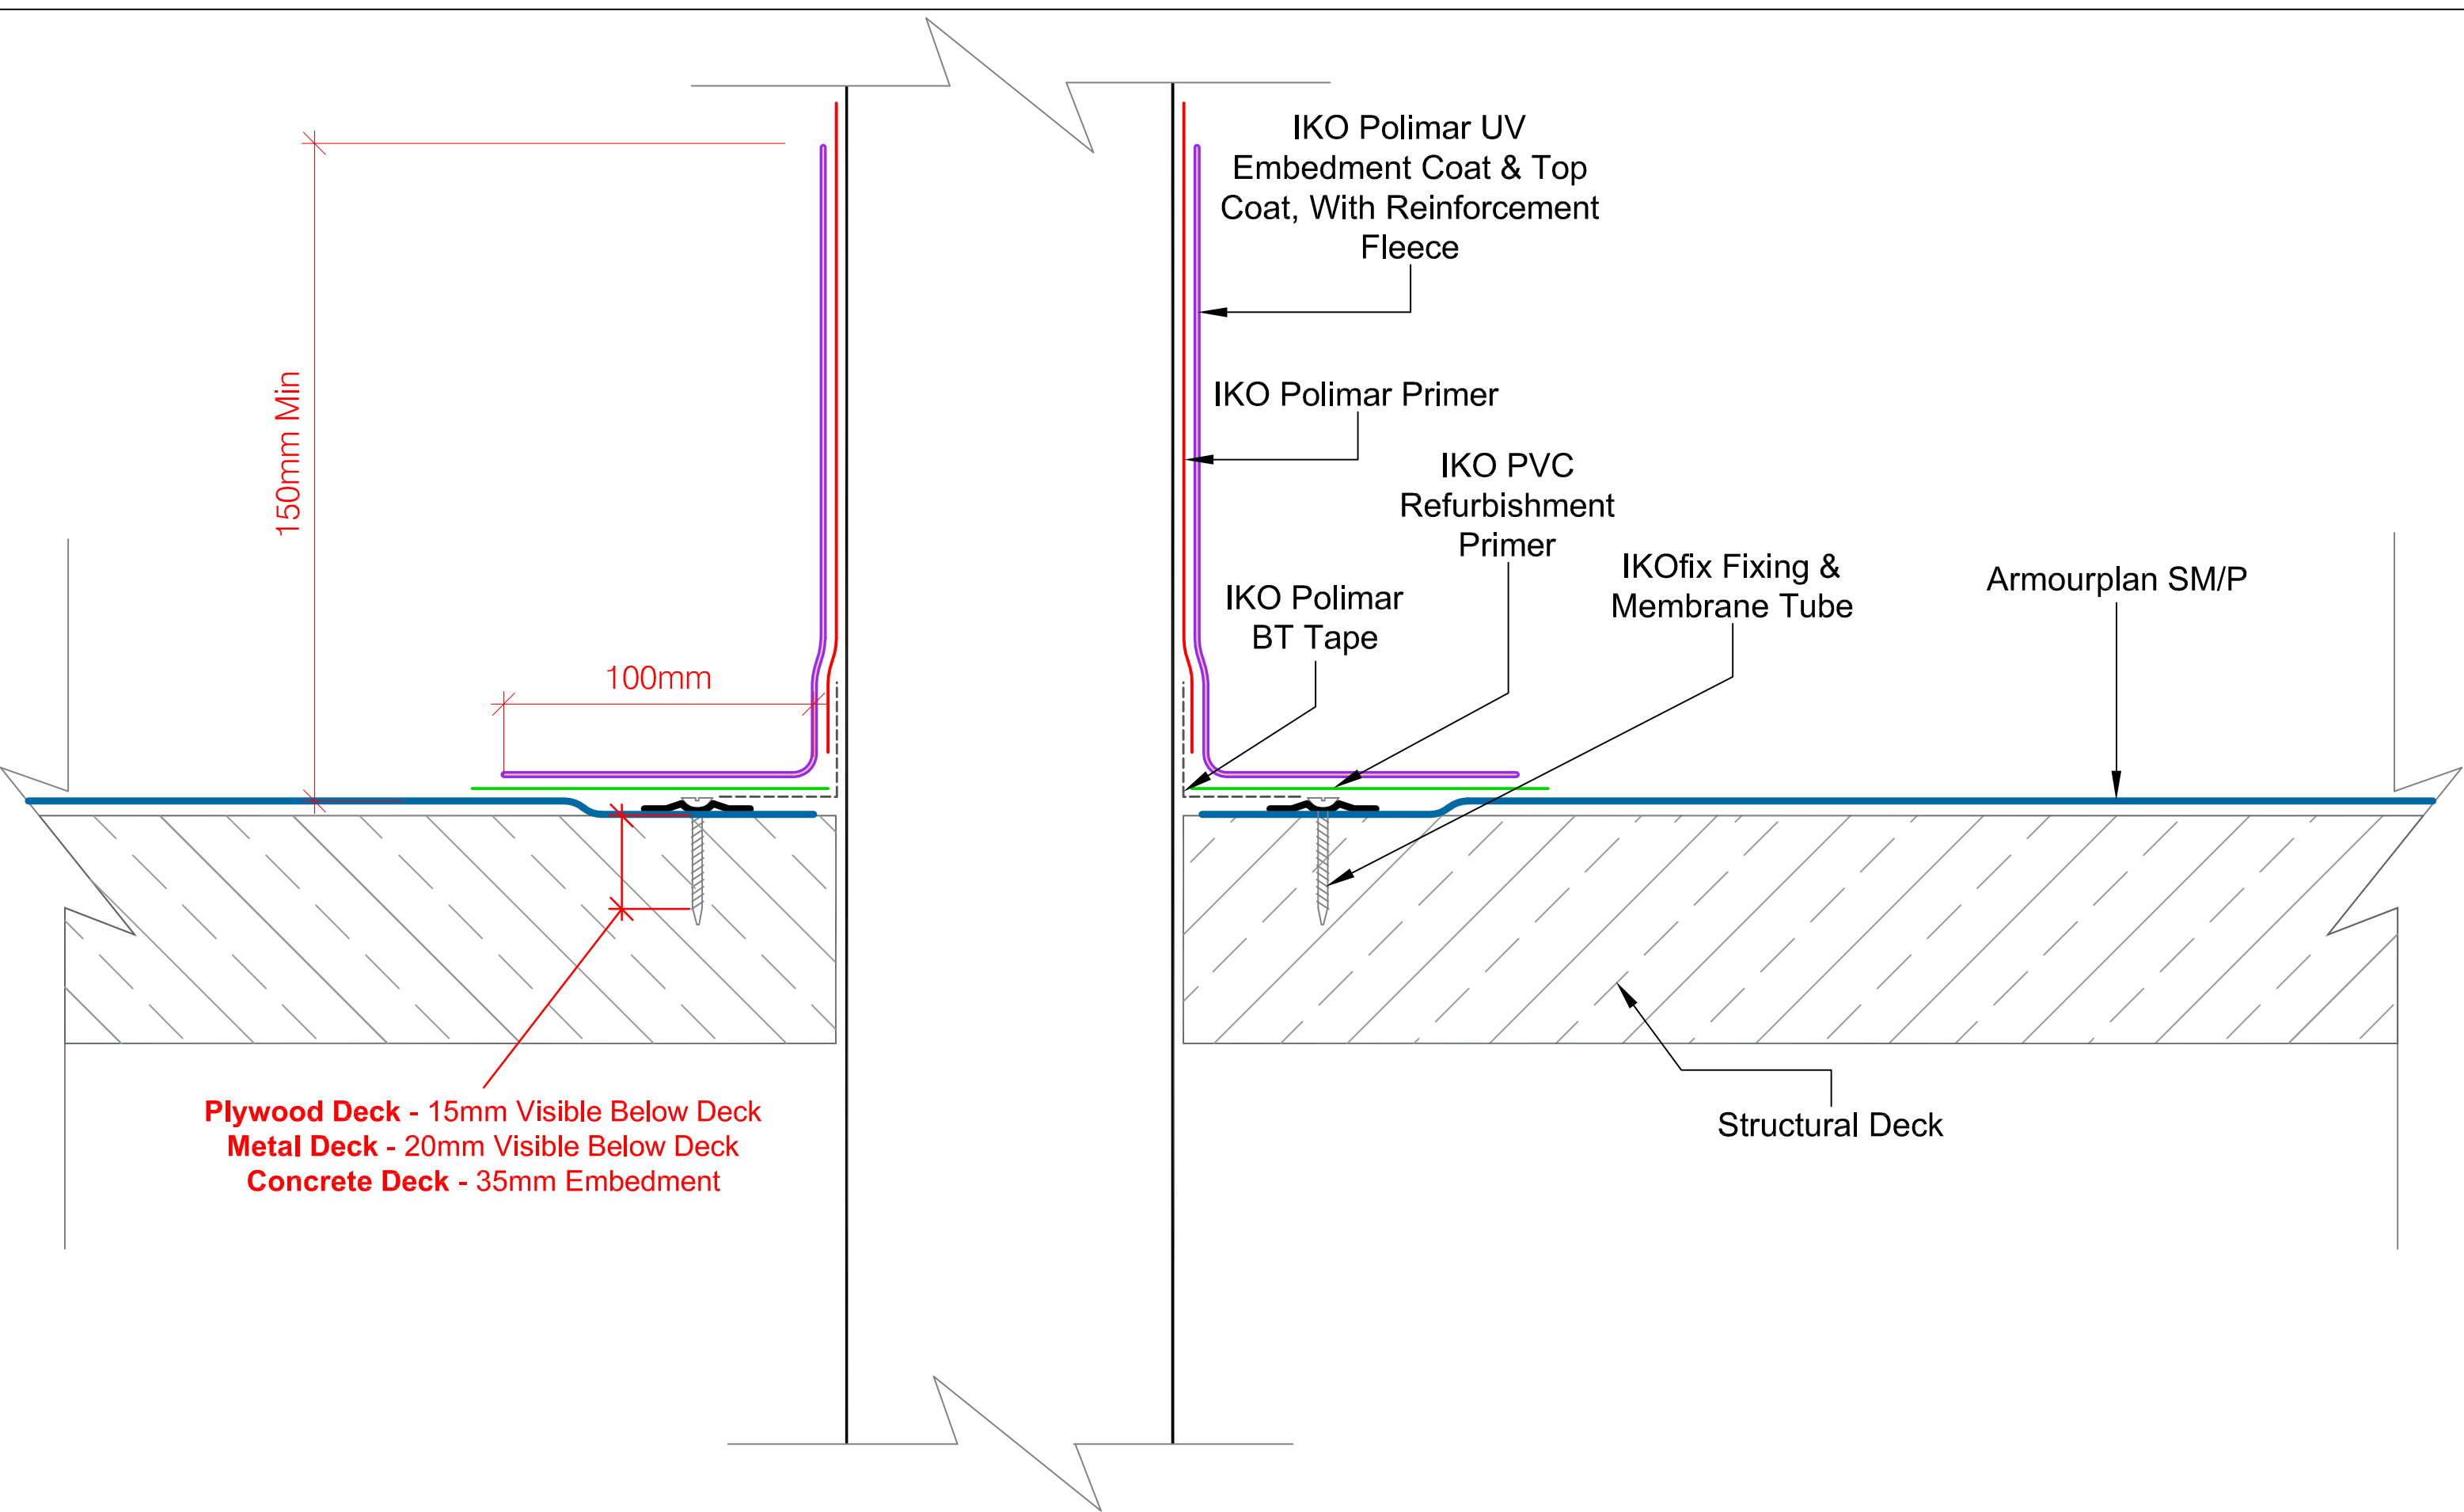 IKO Polimar UV
Embedment Coat & Top
Coat, With Reinforcement
Fleece
150mm Min
IKO Polimar Primer
IKO PVC
Refurbishment
Primer
IKOfix Fixing &
Membrane Tube
Armourplan SM/P
IKO Polimar
BT Tape
100mm
Plywood Deck - 15mm Visible Below Deck
Metal Deck - 20mm Visible Below Deck
Concrete Deck - 35mm Embedment
Structural Deck